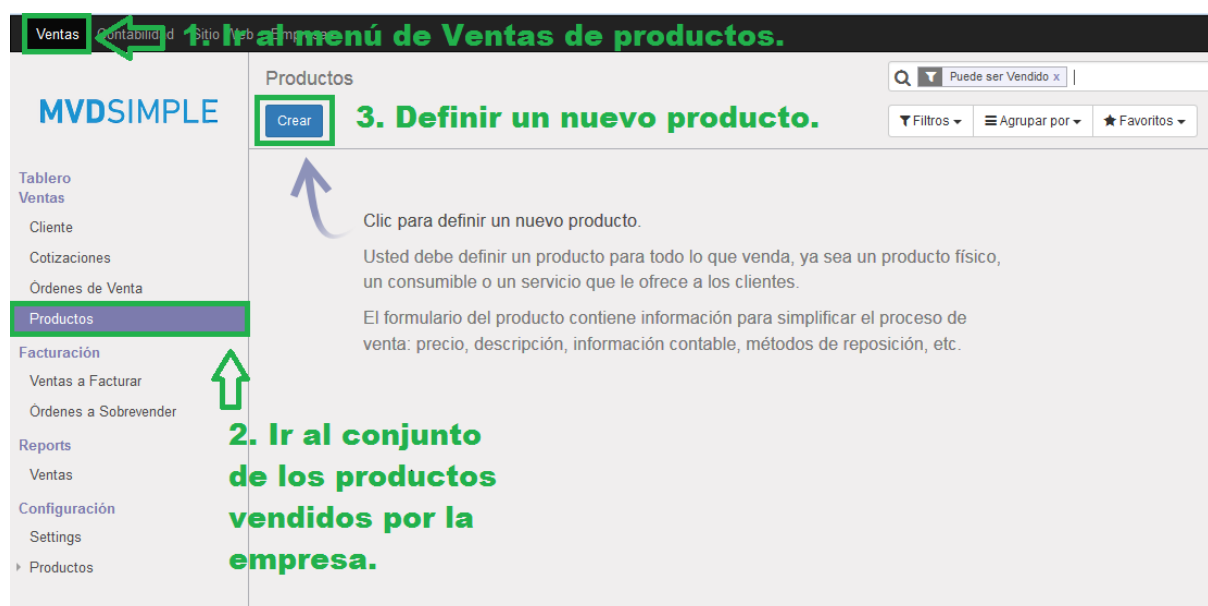 Ventas Contabilidad Sitio Web Empresas
1. Ir al menú de Ventas de productos.
MVDSIMPLE
Productos
Puede ser Vendido x
Crear
3. Definir un nuevo producto.
Filtros
Agrupar por
Favoritos
Tablero
Ventas
Cliente
Cotizaciones
Órdenes de Venta
Productos
Facturación
Ventas a Facturar
Órdenes a Sobrevender
Reports
Ventas
Configuración
Settings
Productos
Clic para definir un nuevo producto.
Usted debe definir un producto para todo lo que venda, ya sea un producto físico,
un consumible o un servicio que le ofrece a los clientes.
El formulario del producto contiene información para simplificar el proceso de
venta: precio, descripción, información contable, métodos de reposición, etc.
2. Ir al conjunto
de los productos
vendidos por la
empresa.